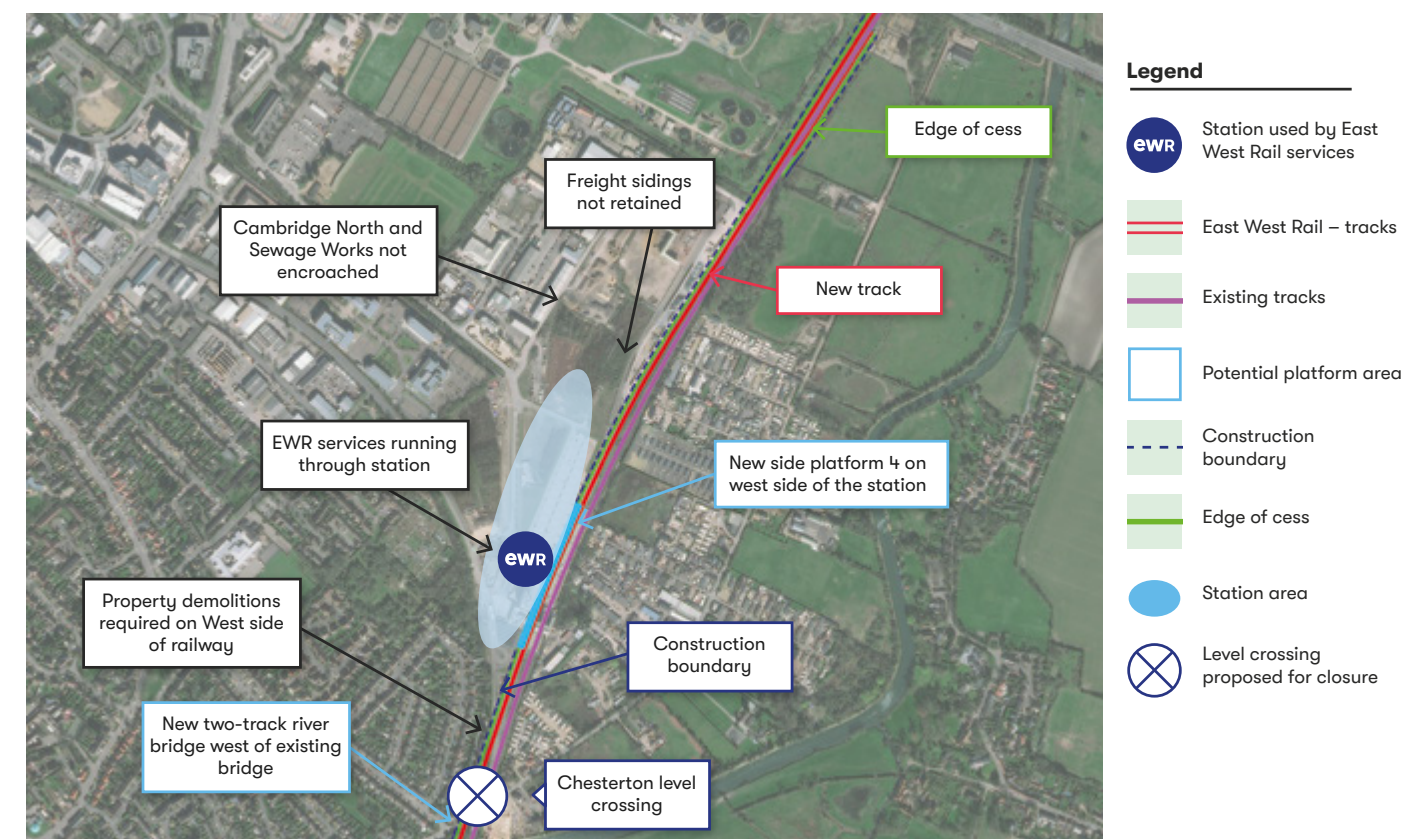 Edge of cess
Freight sidings
not retained
Cambridge North and
Sewage Works not
encroached
New track
EWR services running
through station
New side platform 4 on
west side of the station
ewR
Property demolitions
required on West side
of railway
Construction
boundary
New two-track river
bridge west of existing
bridge
Chesterton level
crossing
Legend
ewR
Station used by East
West Rail services
East West Rail – tracks
Existing tracks
Potential platform area
Construction
boundary
Edge of cess
Station area
Level crossing
proposed for closure